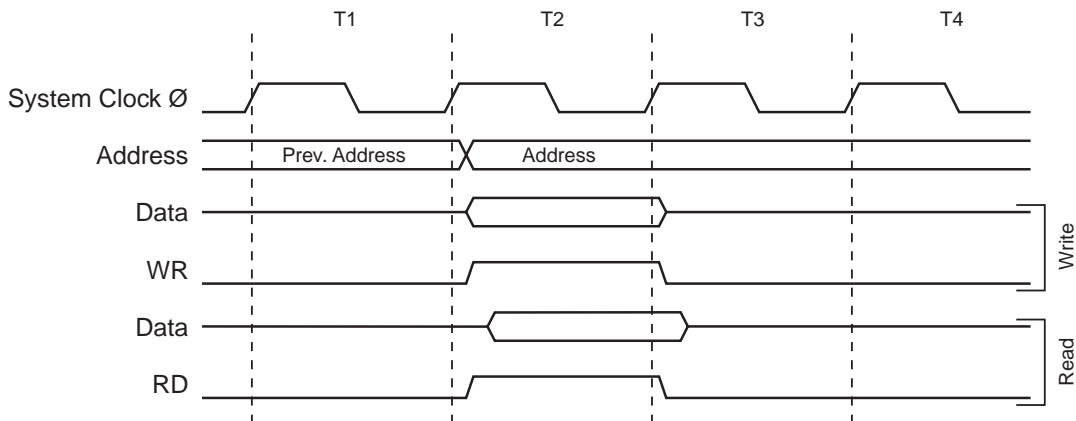 T1 T2 T3 T4
System Clock Ø
Address Prev. Address Address
Data
WR
Write
Data
RD
Read